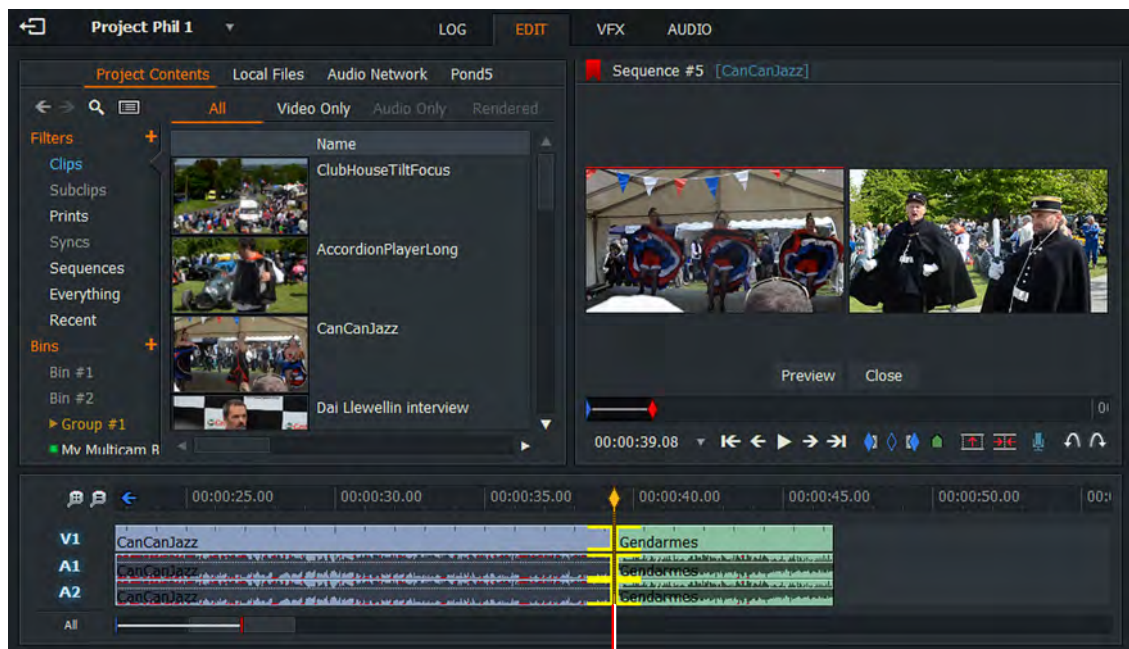 Project Phil 1
LOG EDIT VFX AUDIO
Project Contents Local Files Audio Network Pond5
All Video Only Audio Only Rendered
Filters +
Clips
Subclips
Prints
Syncs
Sequences
Everything
Recent
Bins +
Bin #1
Bin #2
Group #1
My Multicam B
Name
ClubHouseTiltFocus
AccordionPlayerLong
CanCanJazz
Dai Llewellin interview
Sequence #5 [CanCanJazz]
Preview Close
00:00:39.08
00:00:25.00 00:00:30.00 00:00:35.00 00:00:40.00 00:00:45.00 00:00:50.00 00:
V1 CanCanJazz Gendarmes
A1 CanCanJazz Gendarmes
A2 CanCanJazz Gendarmes
All